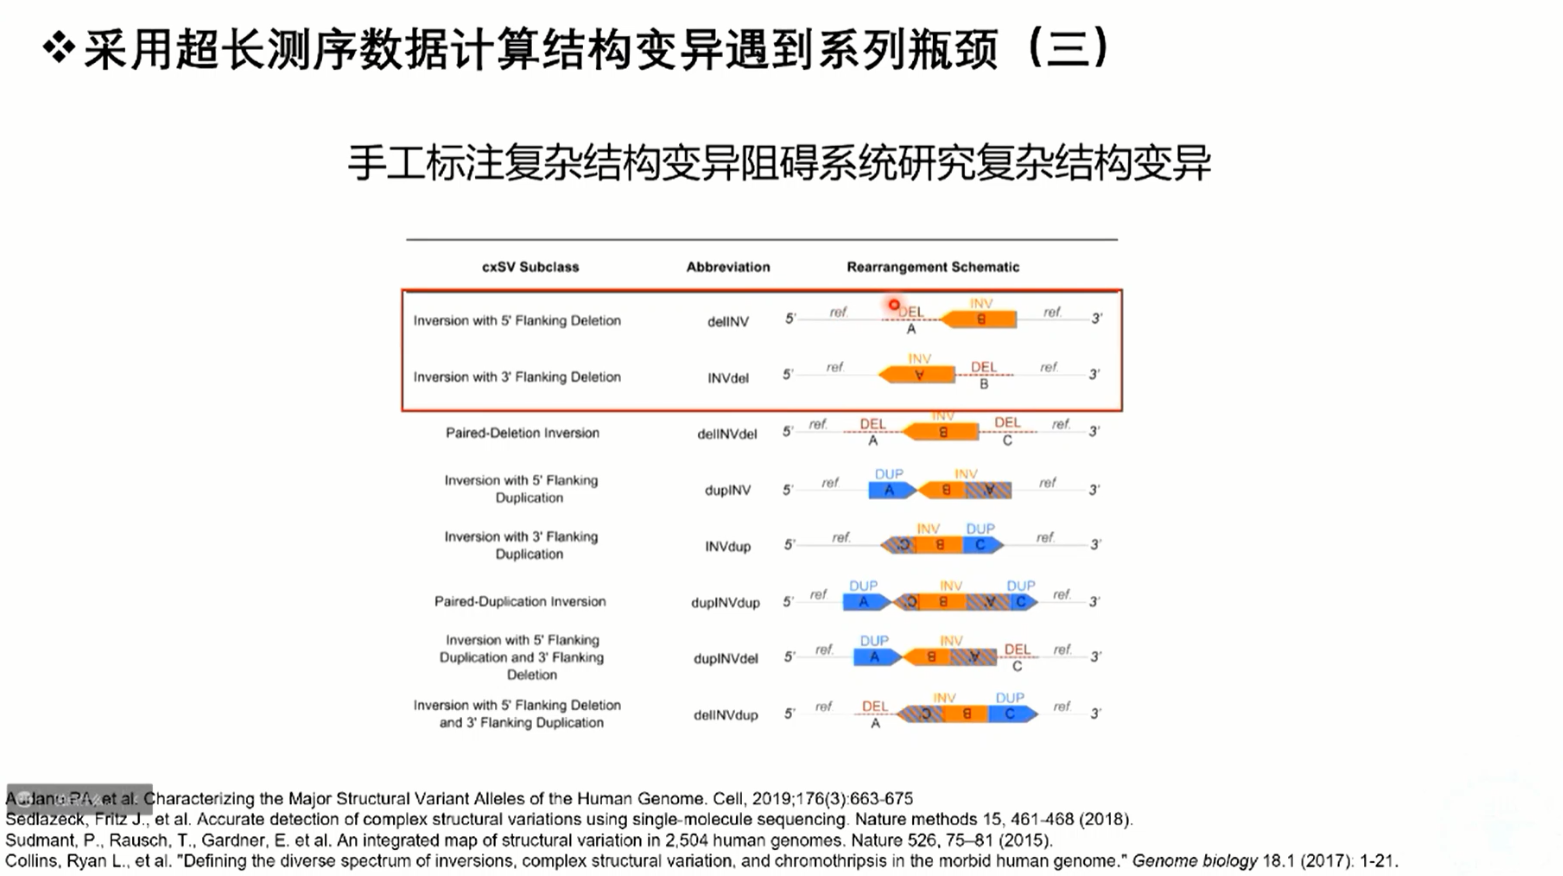 ❖采用超长测序数据计算结构变异遇到系列瓶颈（三）
手工标注复杂结构变异阻碍系统研究复杂结构变异
cxSV Subclass Abbreviation Rearrangement Schematic
Inversion with 5' Flanking Deletion delINV 5' ref. DEL A INV B ref. 3'
Inversion with 3' Flanking Deletion INVdel 5' ref. INV A DEL B ref. 3'
Paired-Deletion Inversion delINVdel 5' ref. DEL A INV B DEL C ref. 3'
Inversion with 5' Flanking
Duplication dupINV 5' ref DUP A INV B A ref 3'
Inversion with 3' Flanking
Duplication INVdup 5' ref. INV C B DUP C ref. 3'
Paired-Duplication Inversion dupINVdup 5' ref DUP A INV C B A DUP C ref. 3'
Inversion with 5' Flanking
Duplication and 3' Flanking
Deletion dupINVdel 5' ref. DUP A INV B A DEL C ref. 3'
Inversion with 5' Flanking Deletion
and 3' Flanking Duplication delINVdup 5' ref DEL A INV C B DUP C ref. 3'
et al. Characterizing the Major Structural Variant Alleles of the Human Genome. Cell, 2019;176(3):663-675
Sedlazeck, Fritz J., et al. Accurate detection of complex structural variations using single-molecule sequencing. Nature methods 15, 461-468 (2018).
Sudmant, P., Rausch, T., Gardner, E. et al. An integrated map of structural variation in 2,504 human genomes. Nature 526, 75–81 (2015).
Collins, Ryan L., et al. "Defining the diverse spectrum of inversions, complex structural variation, and chromothripsis in the morbid human genome." Genome biology 18.1 (2017): 1-21.